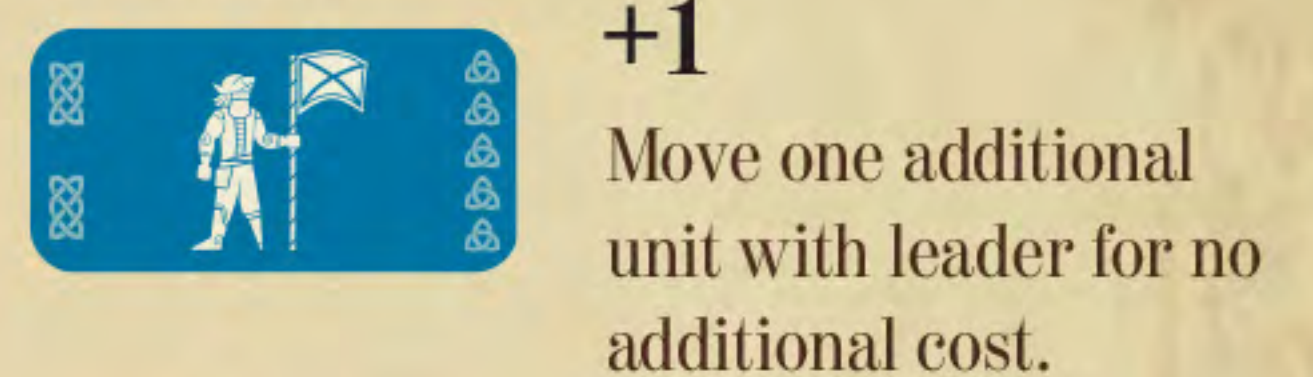 +1
Move one additional
unit with leader for no
additional cost.